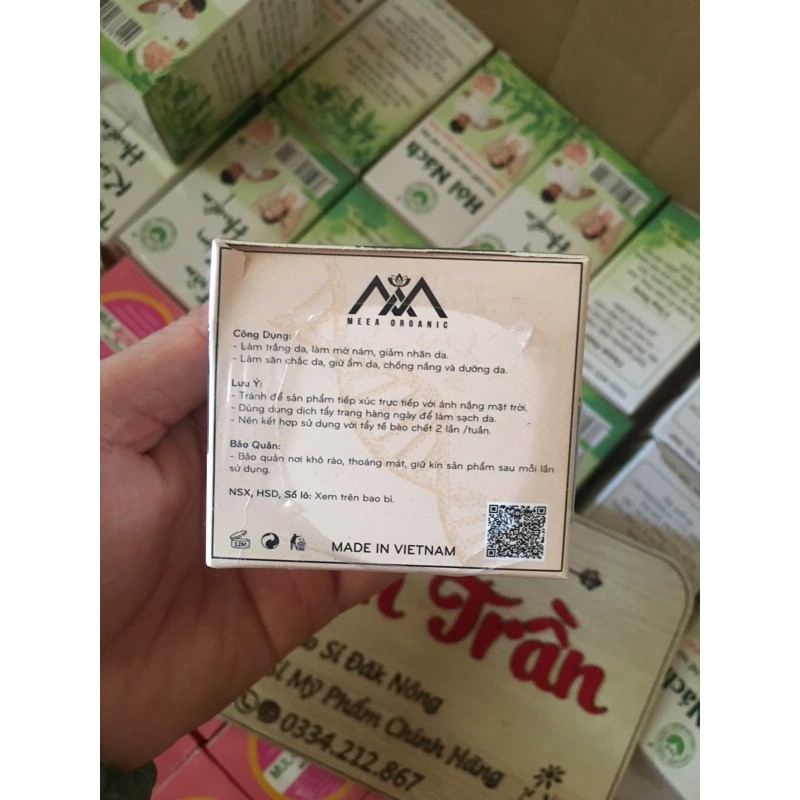 MEEA ORGANIC
Công Dụng:
- Làm trắng da, làm mờ nám, giảm nhăn da.
- Làm săn chắc da, giữ ẩm da, chống nắng và dưỡng da.
Lưu Ý:
- Tránh để sản phẩm tiếp xúc trực tiếp với ánh nắng mặt trời.
- Dùng dung dịch tẩy trang hàng ngày để làm sạch da.
- Nên kết hợp sử dụng với tẩy tế bào chết 2 lần /tuần.
Bảo Quản:
- Bảo quản nơi khô ráo, thoáng mát, giữ kín sản phẩm sau mỗi lần
sử dụng.
NSX, HSD, Số lô: Xem trên bao bì.
12M
MADE IN VIETNAM
Trần
Sỉ Đăk Nông
Mỹ Phẩm Chính Hãng
0334.212.867
Hôi Nách